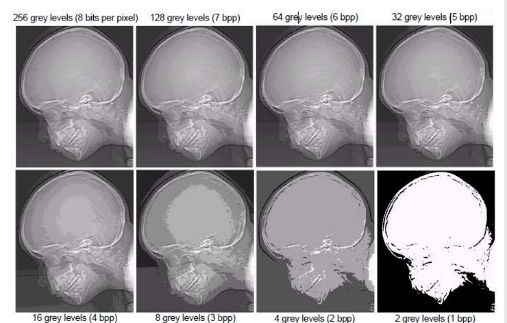 256 grey levels (8 bits per pixel)
128 grey levels (7 bpp)
64 grey levels (6 bpp)
32 grey levels (5 bpp)
16 grey levels (4 bpp)
8 grey levels (3 bpp)
4 grey levels (2 bpp)
2 grey levels (1 bpp)